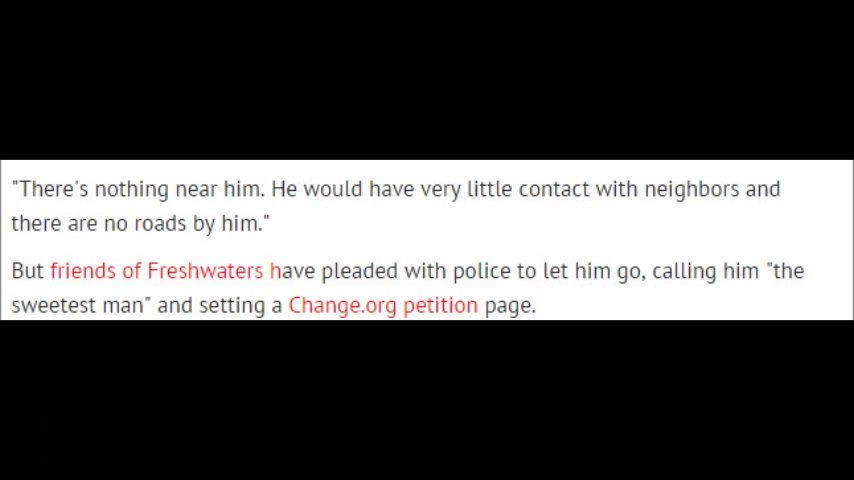 "There's nothing near him. He would have very little contact with neighbors and
there are no roads by him."
But friends of Freshwaters have pleaded with police to let him go, calling him "the
sweetest man" and setting a Change.org petition page.